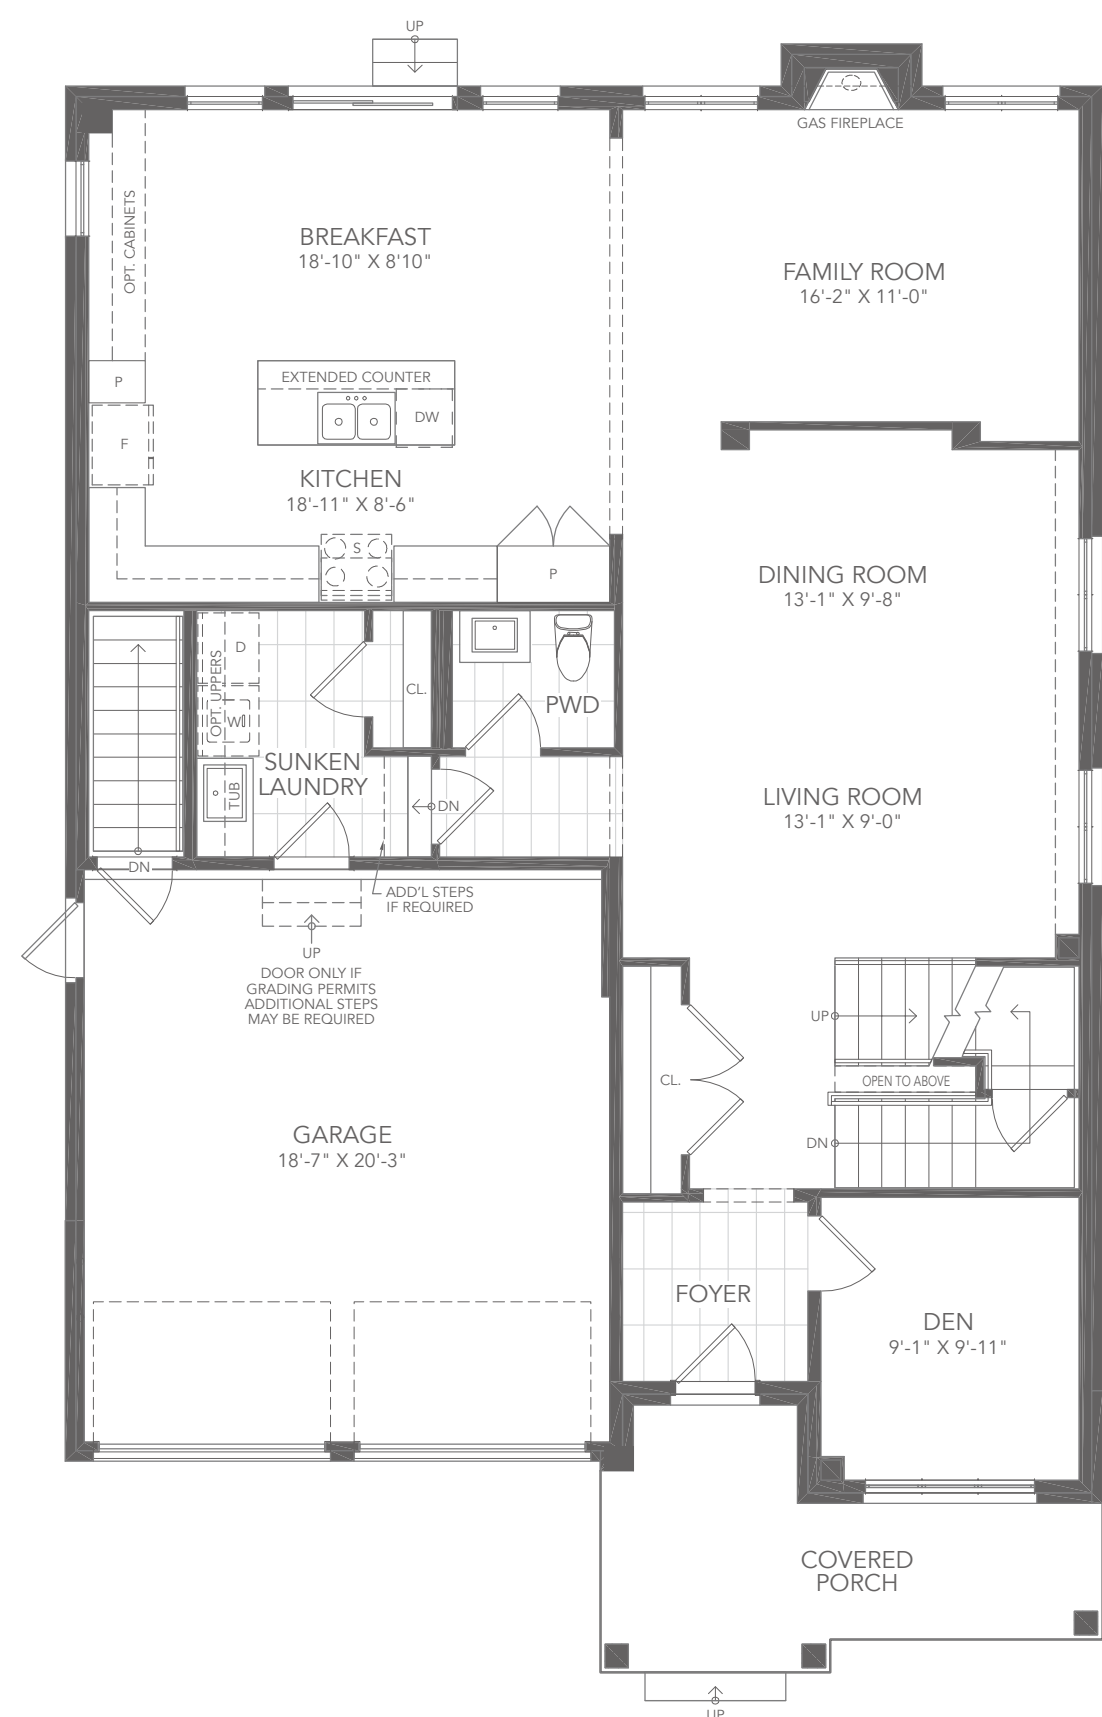 UP
GAS FIREPLACE
OPT. CABINETS
BREAKFAST
18'-10" X 8'10"
FAMILY ROOM
16'-2" X 11'-0"
P
EXTENDED COUNTER
F
DW
KITCHEN
18'-11" X 8'-6"
S
P
DINING ROOM
13'-1" X 9'-8"
D
OPT. UPPERS
W
CL.
PWD
SUNKEN
LAUNDRY
TUB
DN
LIVING ROOM
13'-1" X 9'-0"
DN
ADD'L STEPS
IF REQUIRED
UP
DOOR ONLY IF
GRADING PERMITS
ADDITIONAL STEPS
MAY BE REQUIRED
UP
CL.
OPEN TO ABOVE
GARAGE
18'-7" X 20'-3"
DN
FOYER
DEN
9'-1" X 9'-11"
COVERED
PORCH
UP